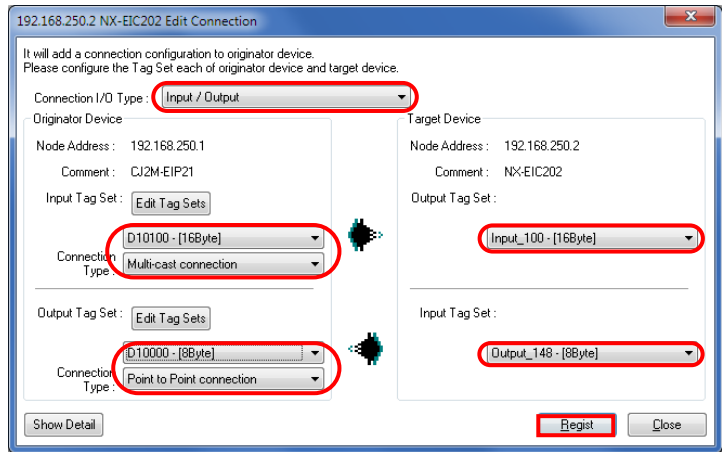 192.168.250.2 NX-EIC202 Edit Connection
It will add a connection configuration to originator device.
Please configure the Tag Set each of originator device and target device.
Connection I/O Type : Input / Output
Originator Device
Node Address : 192.168.250.1
Comment : CJ2M-EIP21
Input Tag Set : Edit Tag Sets
D10100 - [16Byte]
Connection Type : Multi-cast connection
Output Tag Set : Edit Tag Sets
D10000 - [8Byte]
Connection Type : Point to Point connection
Target Device
Node Address : 192.168.250.2
Comment : NX-EIC202
Output Tag Set :
Input_100 - [16Byte]
Input Tag Set :
Output_148 - [8Byte]
Show Detail
Regist
Close